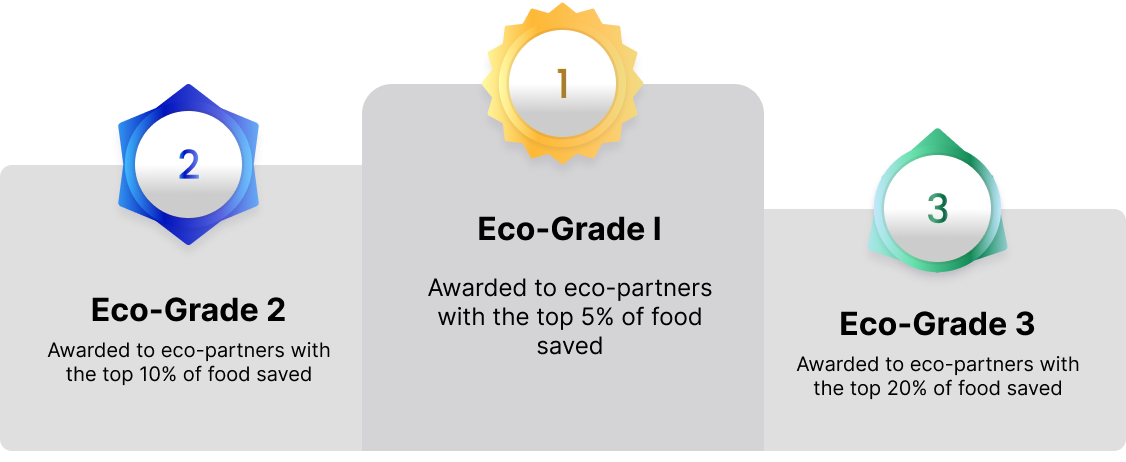 1
2
3
Eco-Grade I
Awarded to eco-partners
with the top 5% of food
saved
Eco-Grade 2
Awarded to eco-partners with
the top 10% of food saved
Eco-Grade 3
Awarded to eco-partners with
the top 20% of food saved